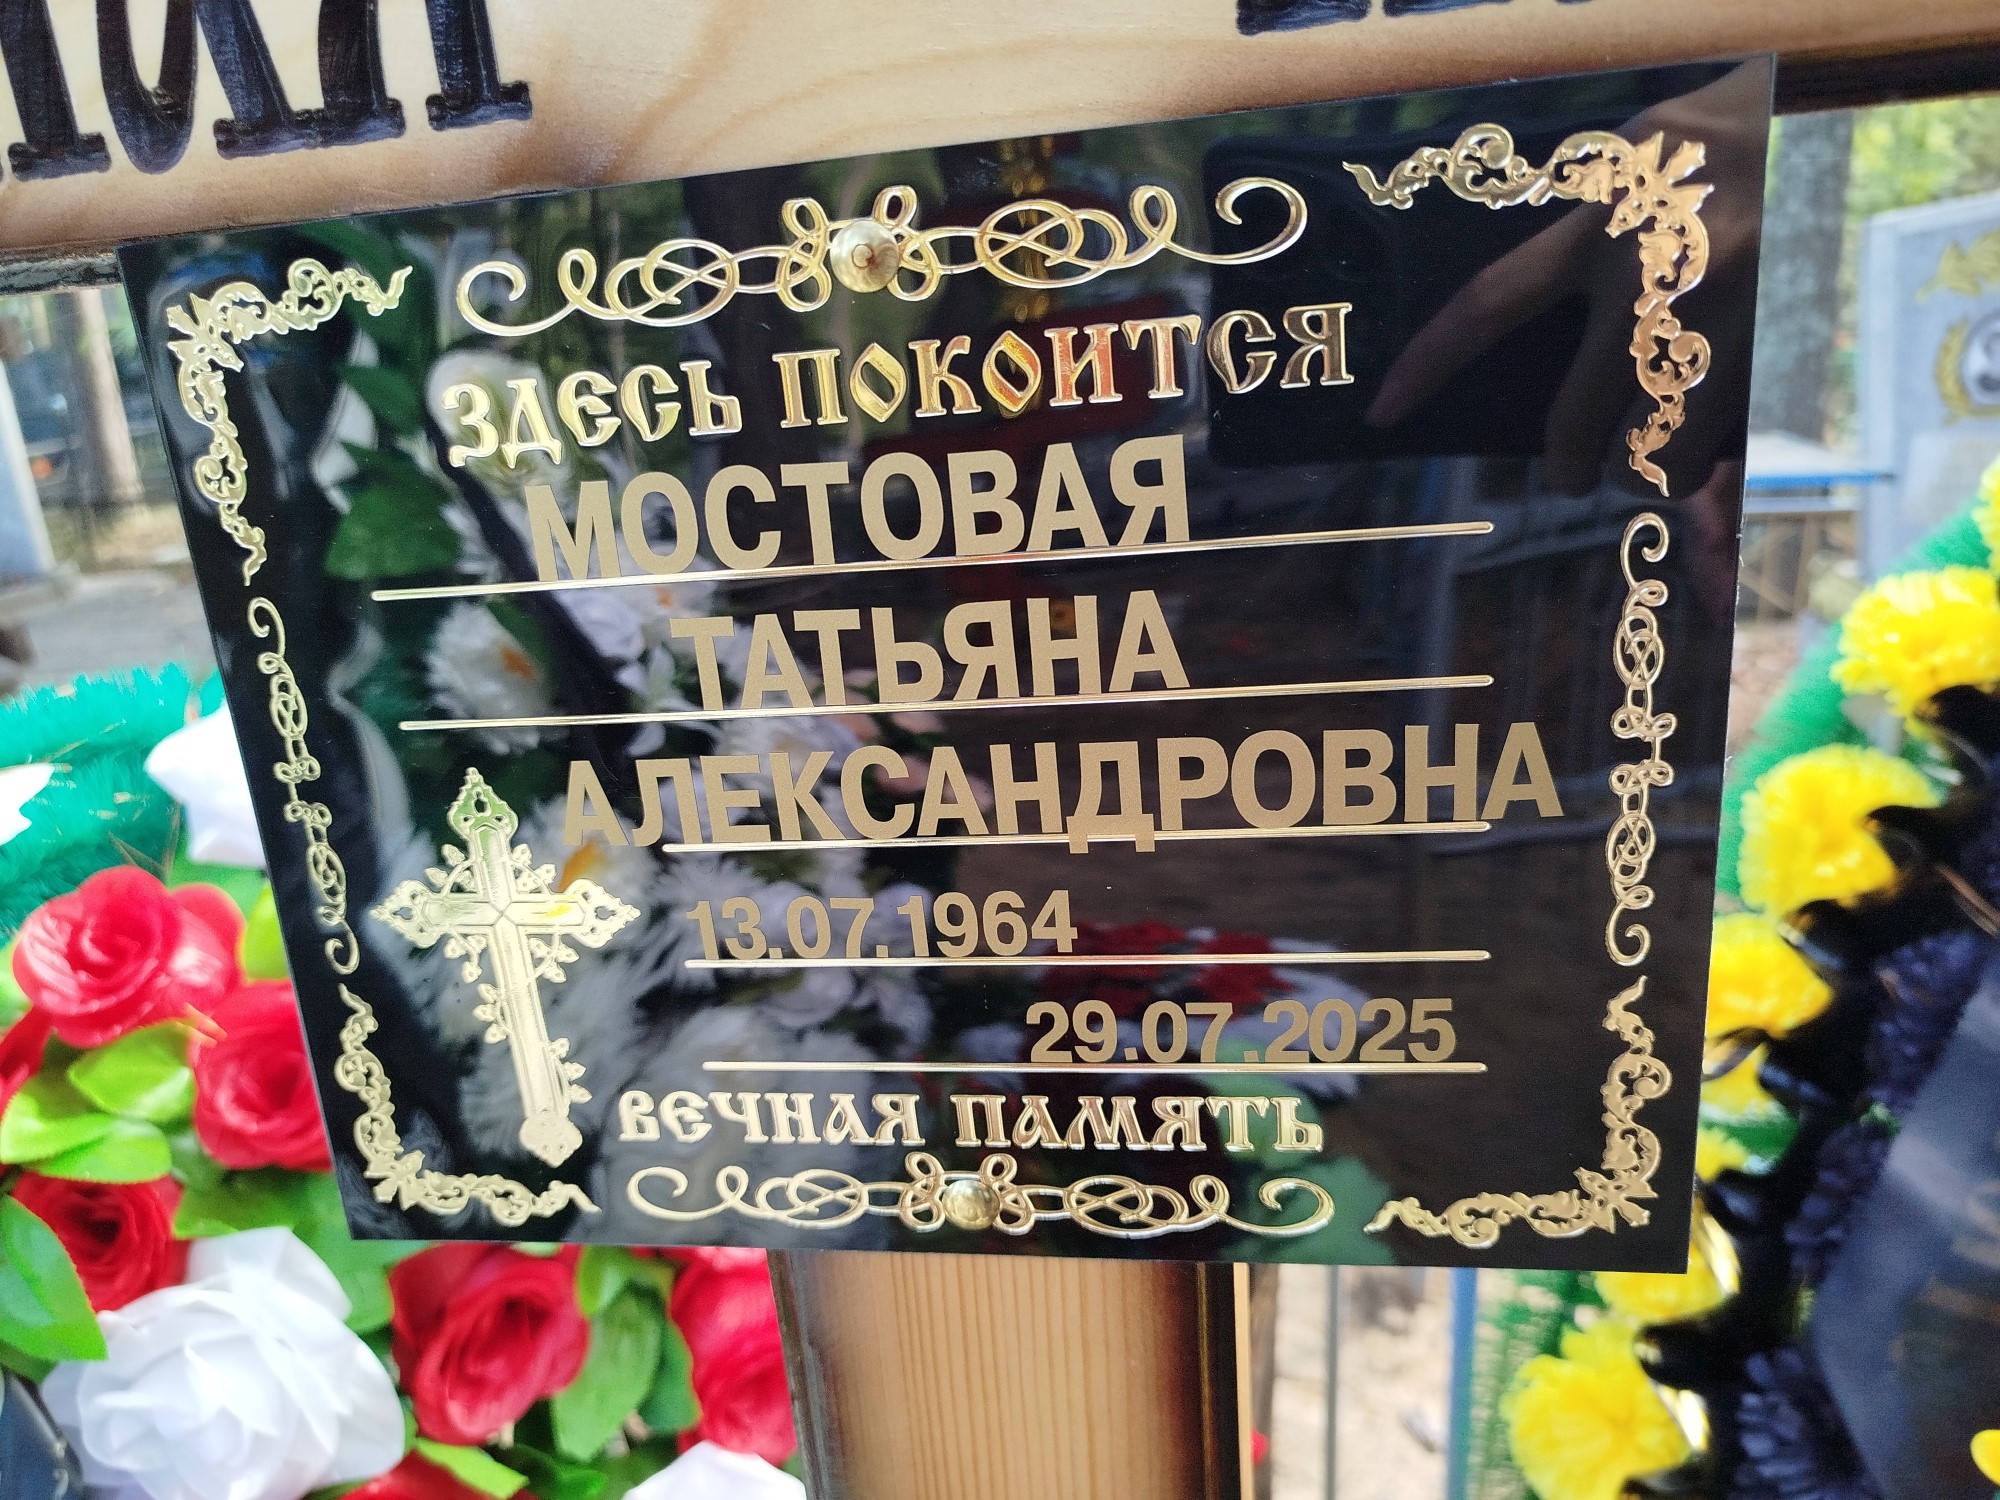 ЗДЕСЬ ПОКОИТСЯ
МОСТОВАЯ
ТАТЬЯНА
АЛЕКСАНДРОВНА
13.07.1964
29.07.2025
ВЕЧНАЯ ПАМЯТЬ